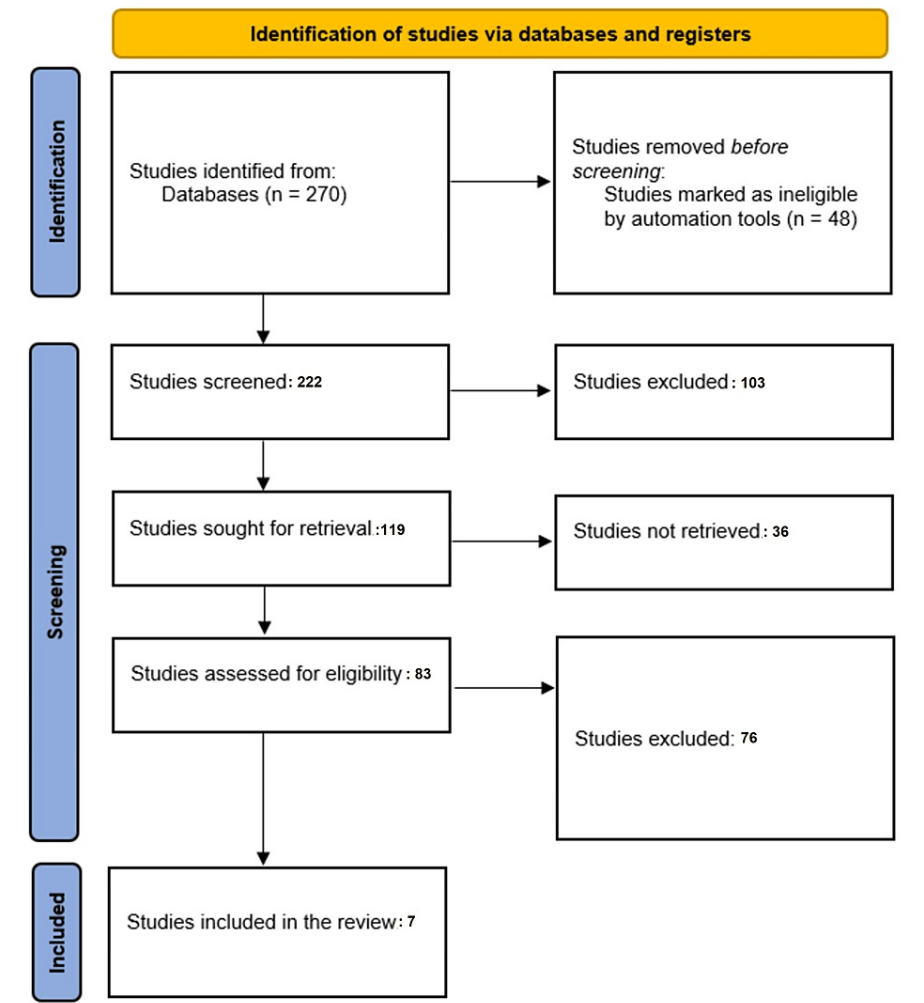 Identification of studies via databases and registers
Identification
Studies identified from:
Databases (n = 270)
Studies removed before
screening:
Studies marked as ineligible
by automation tools (n = 48)
Screening
Studies screened: 222
Studies excluded: 103
Studies sought for retrieval:119
Studies not retrieved: 36
Studies assessed for eligibility: 83
Studies excluded: 76
Included
Studies included in the review: 7